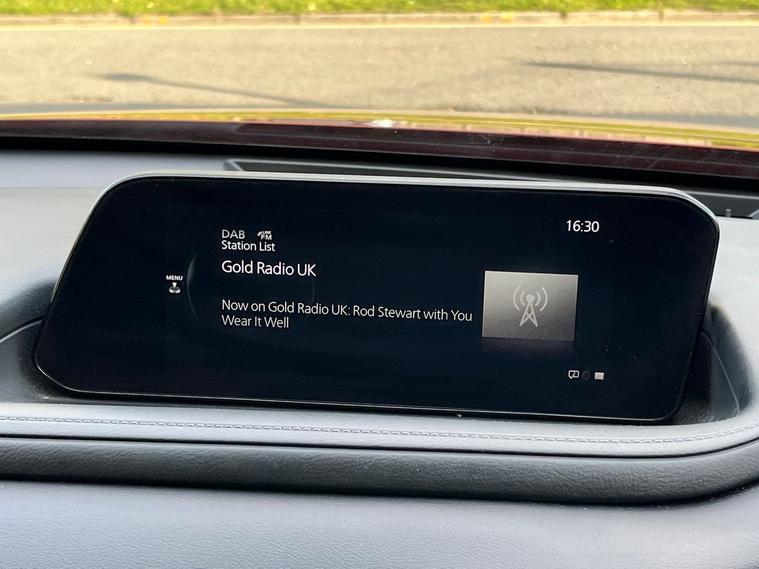 16:30
DAB FM
Station List
Gold Radio UK
MENU
Now on Gold Radio UK: Rod Stewart with You
Wear It Well